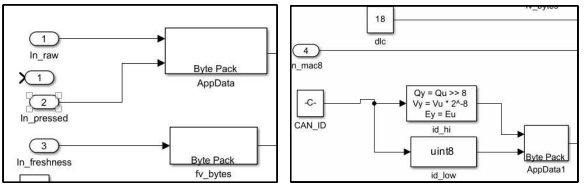 1
In_raw
1
2
In_pressed
Byte Pack
AppData
3
In_freshness
Byte Pack
fv_bytes
18
dlc
4
n_mac8
-C-
CAN_ID
Qy = Qu >> 8
Vy = Vu * 2^-8
Ey = Eu
id_hi
uint8
id_low
Byte Pack
AppData1